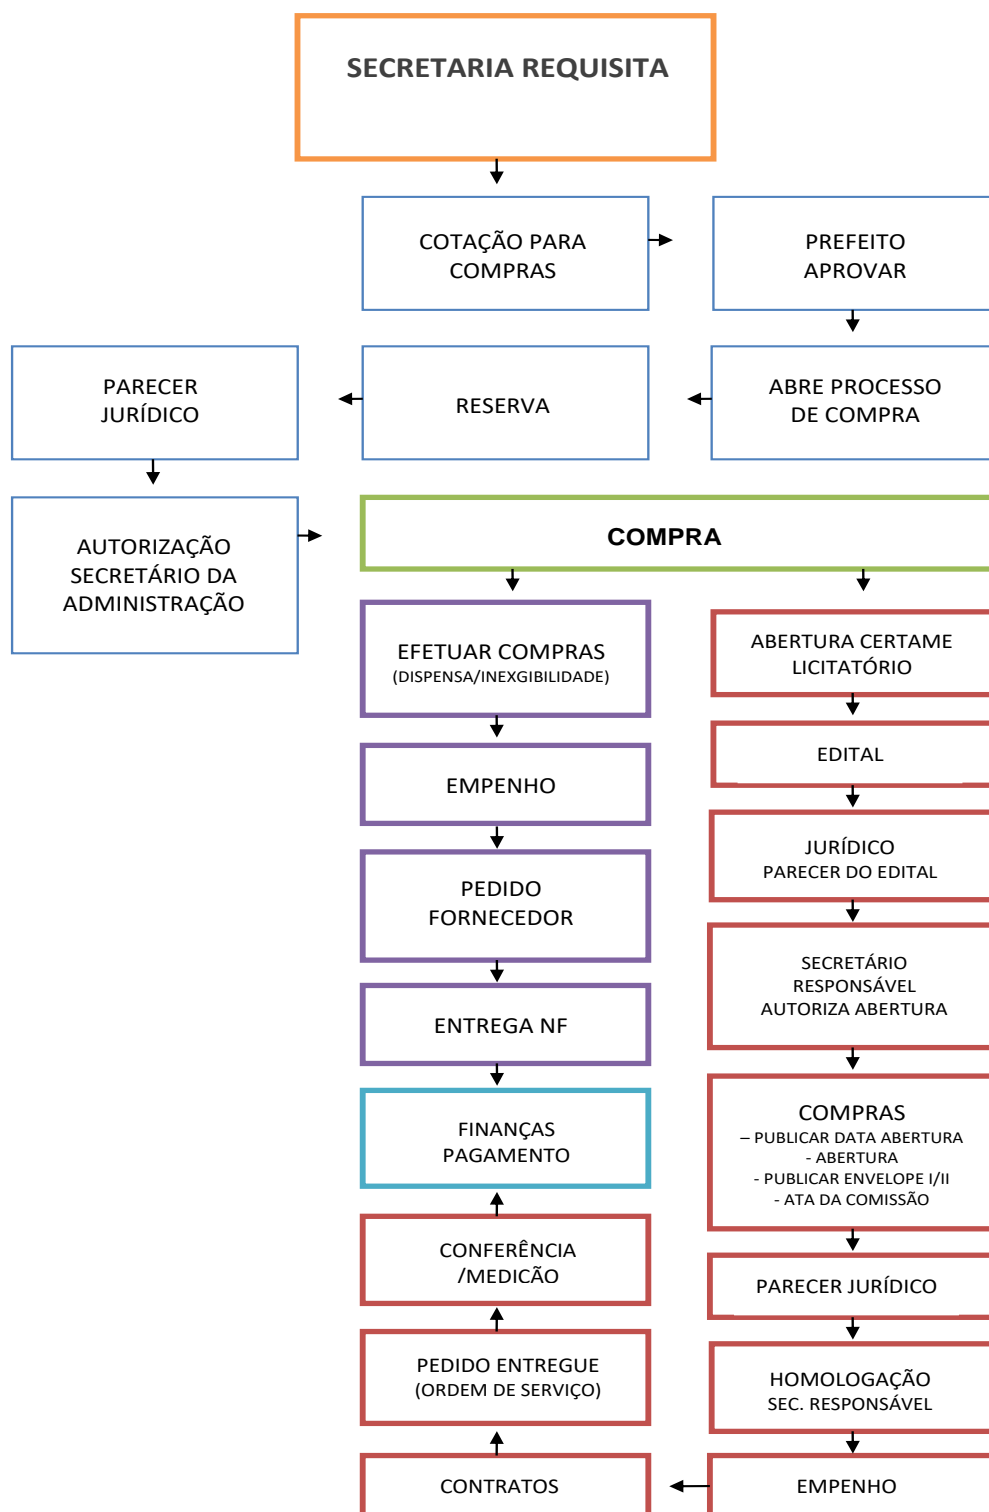 SECRETARIA REQUISITA
COTAÇÃO PARA
COMPRAS
PREFEITO
APROVAR
PARECER
JURÍDICO
RESERVA
ABRE PROCESSO
DE COMPRA
AUTORIZAÇÃO
SECRETÁRIO DA
ADMINISTRAÇÃO
COMPRA
EFETUAR COMPRAS
(DISPENSA/INEXGIBILIDADE)
EMPENHO
PEDIDO
FORNECEDOR
ENTREGA NF
FINANÇAS
PAGAMENTO
CONFERÊNCIA
/MEDICÃO
PEDIDO ENTREGUE
(ORDEM DE SERVIÇO)
CONTRATOS
ABERTURA CERTAME
LICITATÓRIO
EDITAL
JURÍDICO
PARECER DO EDITAL
SECRETÁRIO
RESPONSÁVEL
AUTORIZA ABERTURA
COMPRAS
– PUBLICAR DATA ABERTURA
- ABERTURA
- PUBLICAR ENVELOPE I/II
- ATA DA COMISSÃO
PARECER JURÍDICO
HOMOLOGAÇÃO
SEC. RESPONSÁVEL
EMPENHO